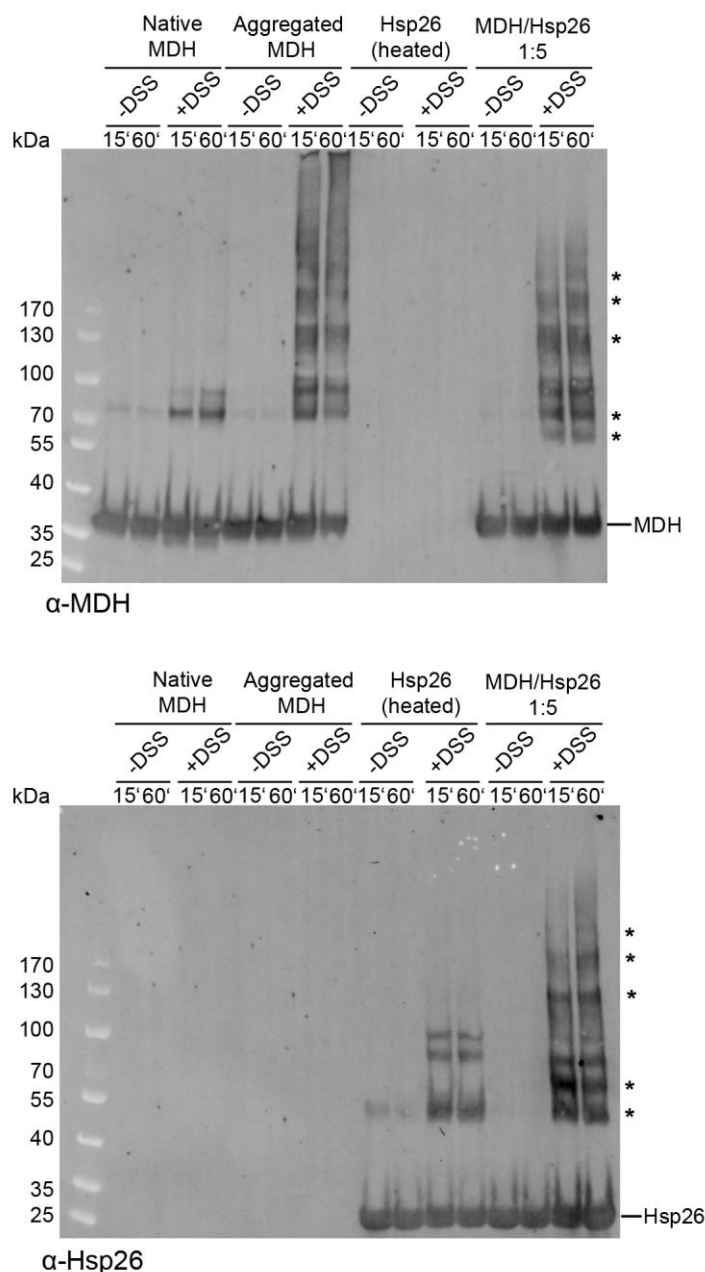 Native Aggregated Hsp26 MDH/Hsp26
MDH MDH (heated) 1:5
-DSS +DSS -DSS +DSS -DSS +DSS -DSS +DSS
kDa 15‘60‘ 15‘60‘ 15‘60‘ 15‘60‘ 15‘60‘ 15‘60‘ 15‘60‘ 15‘60‘
*
170 *
130 *
100
70 *
55 *
40
35 MDH
25
α-MDH
Native Aggregated Hsp26 MDH/Hsp26
MDH MDH (heated) 1:5
-DSS +DSS -DSS +DSS -DSS +DSS -DSS +DSS
kDa 15‘60‘ 15‘60‘ 15‘60‘ 15‘60‘ 15‘60‘ 15‘60‘ 15‘60‘ 15‘60‘
*
170 *
130 *
100
70
55 *
*
40
35
25 Hsp26
α-Hsp26